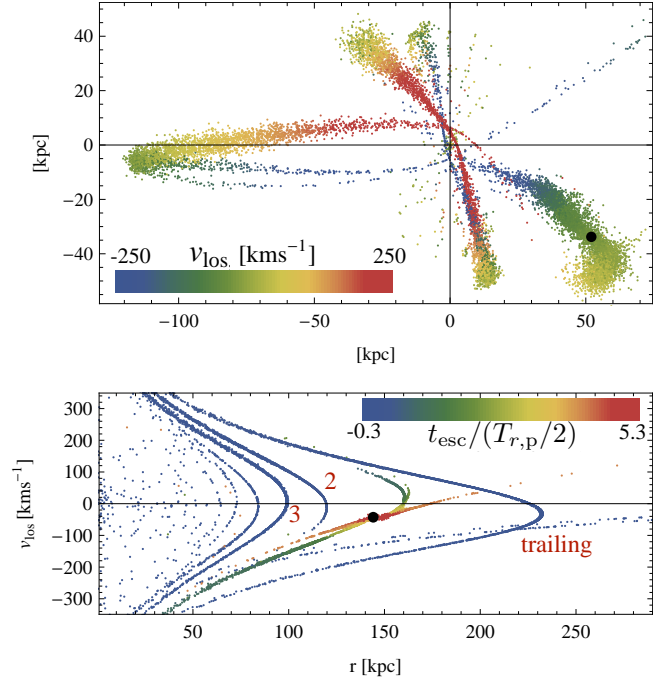 40
20
0
-20
-40
[kpc]
-250 v_los [kms⁻¹] 250
-100 -50 0 50
[kpc]
300
200
100
0
-100
-200
-300
v_los [kms⁻¹]
-0.3 t_esc/(T_r,p/2) 5.3
2
3
trailing
50 100 150 200 250
r [kpc]